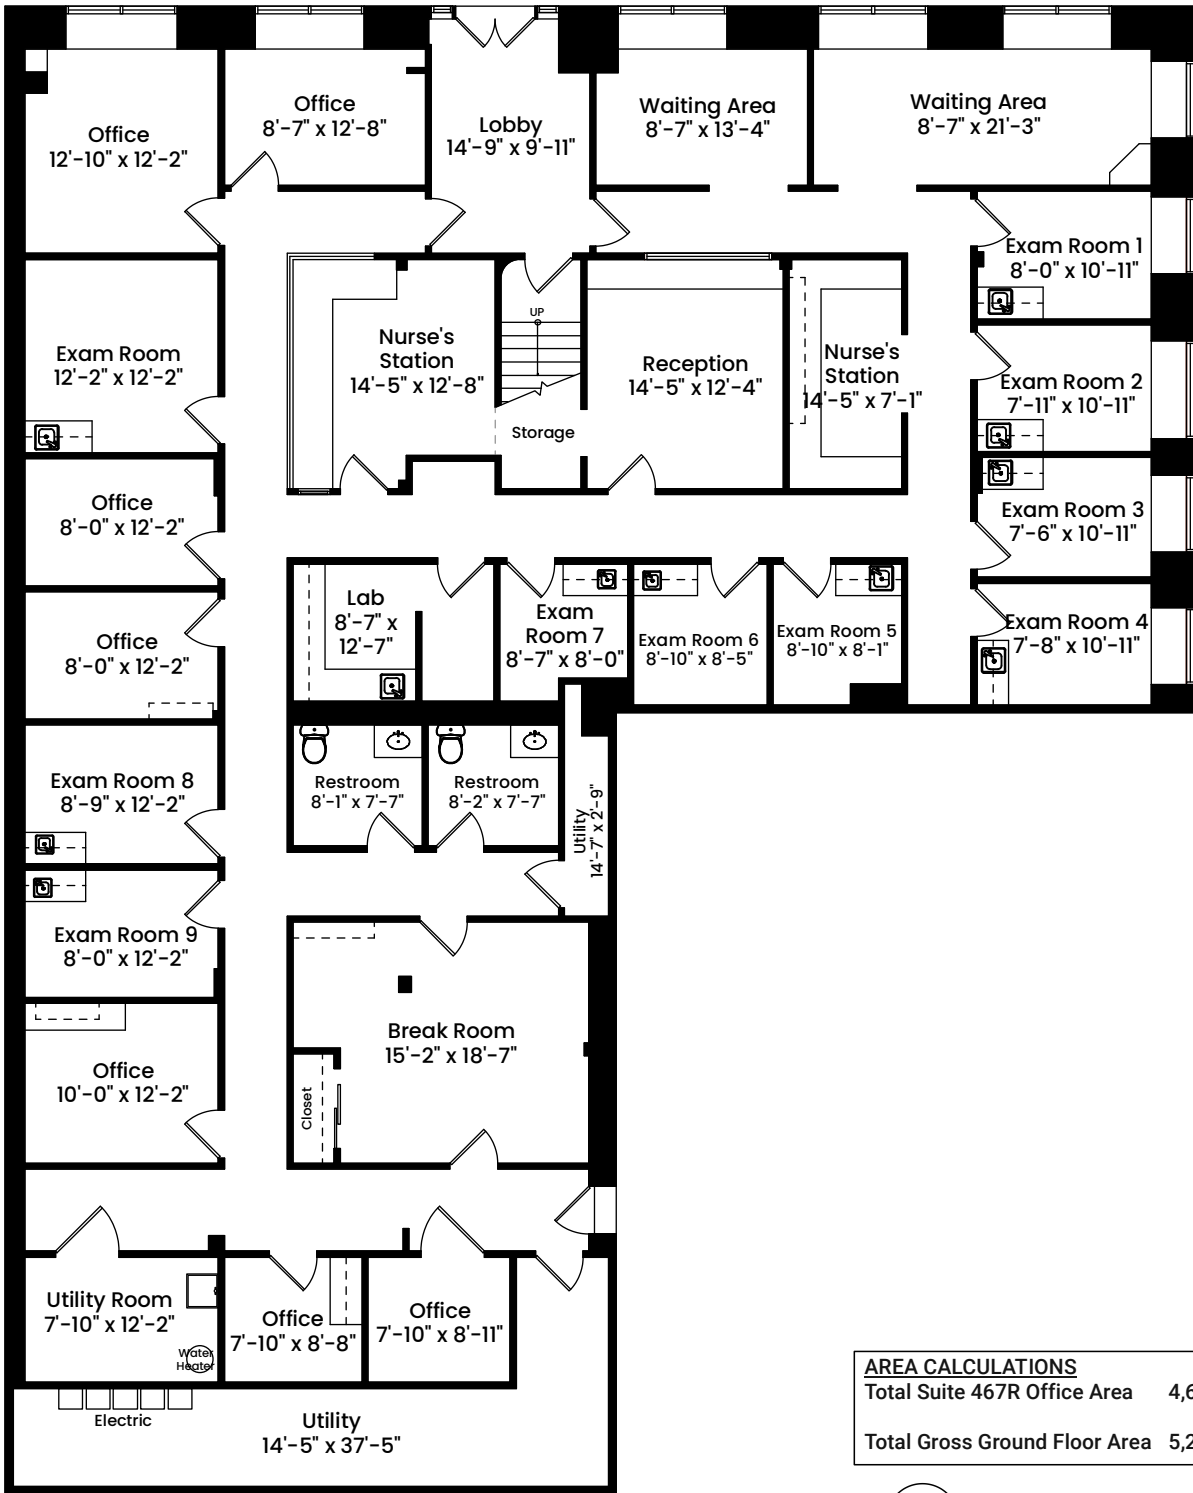 Office
12'-10" x 12'-2"
Office
8'-7" x 12'-8"
Lobby
14'-9" x 9'-11"
Waiting Area
8'-7" x 13'-4"
Waiting Area
8'-7" x 21'-3"
Exam Room 1
8'-0" x 10'-11"
Exam Room
12'-2" x 12'-2"
Nurse's
Station
14'-5" x 12'-8"
UP
Storage
Reception
14'-5" x 12'-4"
Nurse's
Station
14'-5" x 7'-1"
Exam Room 2
7'-11" x 10'-11"
Office
8'-0" x 12'-2"
Exam Room 3
7'-6" x 10'-11"
Office
8'-0" x 12'-2"
Lab
8'-7" x
12'-7"
Exam
Room 7
8'-7" x 8'-0"
Exam Room 6
8'-10" x 8'-5"
Exam Room 5
8'-10" x 8'-1"
Exam Room 4
7'-8" x 10'-11"
Exam Room 8
8'-9" x 12'-2"
Restroom
8'-1" x 7'-7"
Restroom
8'-2" x 7'-7"
Utility
14'-7" x 2'-9"
Exam Room 9
8'-0" x 12'-2"
Break Room
15'-2" x 18'-7"
Closet
Office
10'-0" x 12'-2"
Utility Room
7'-10" x 12'-2"
Water
Heater
Office
7'-10" x 8'-8"
Office
7'-10" x 8'-11"
Electric
Utility
14'-5" x 37'-5"
AREA CALCULATIONS
Total Suite 467R Office Area 4,6
Total Gross Ground Floor Area 5,2